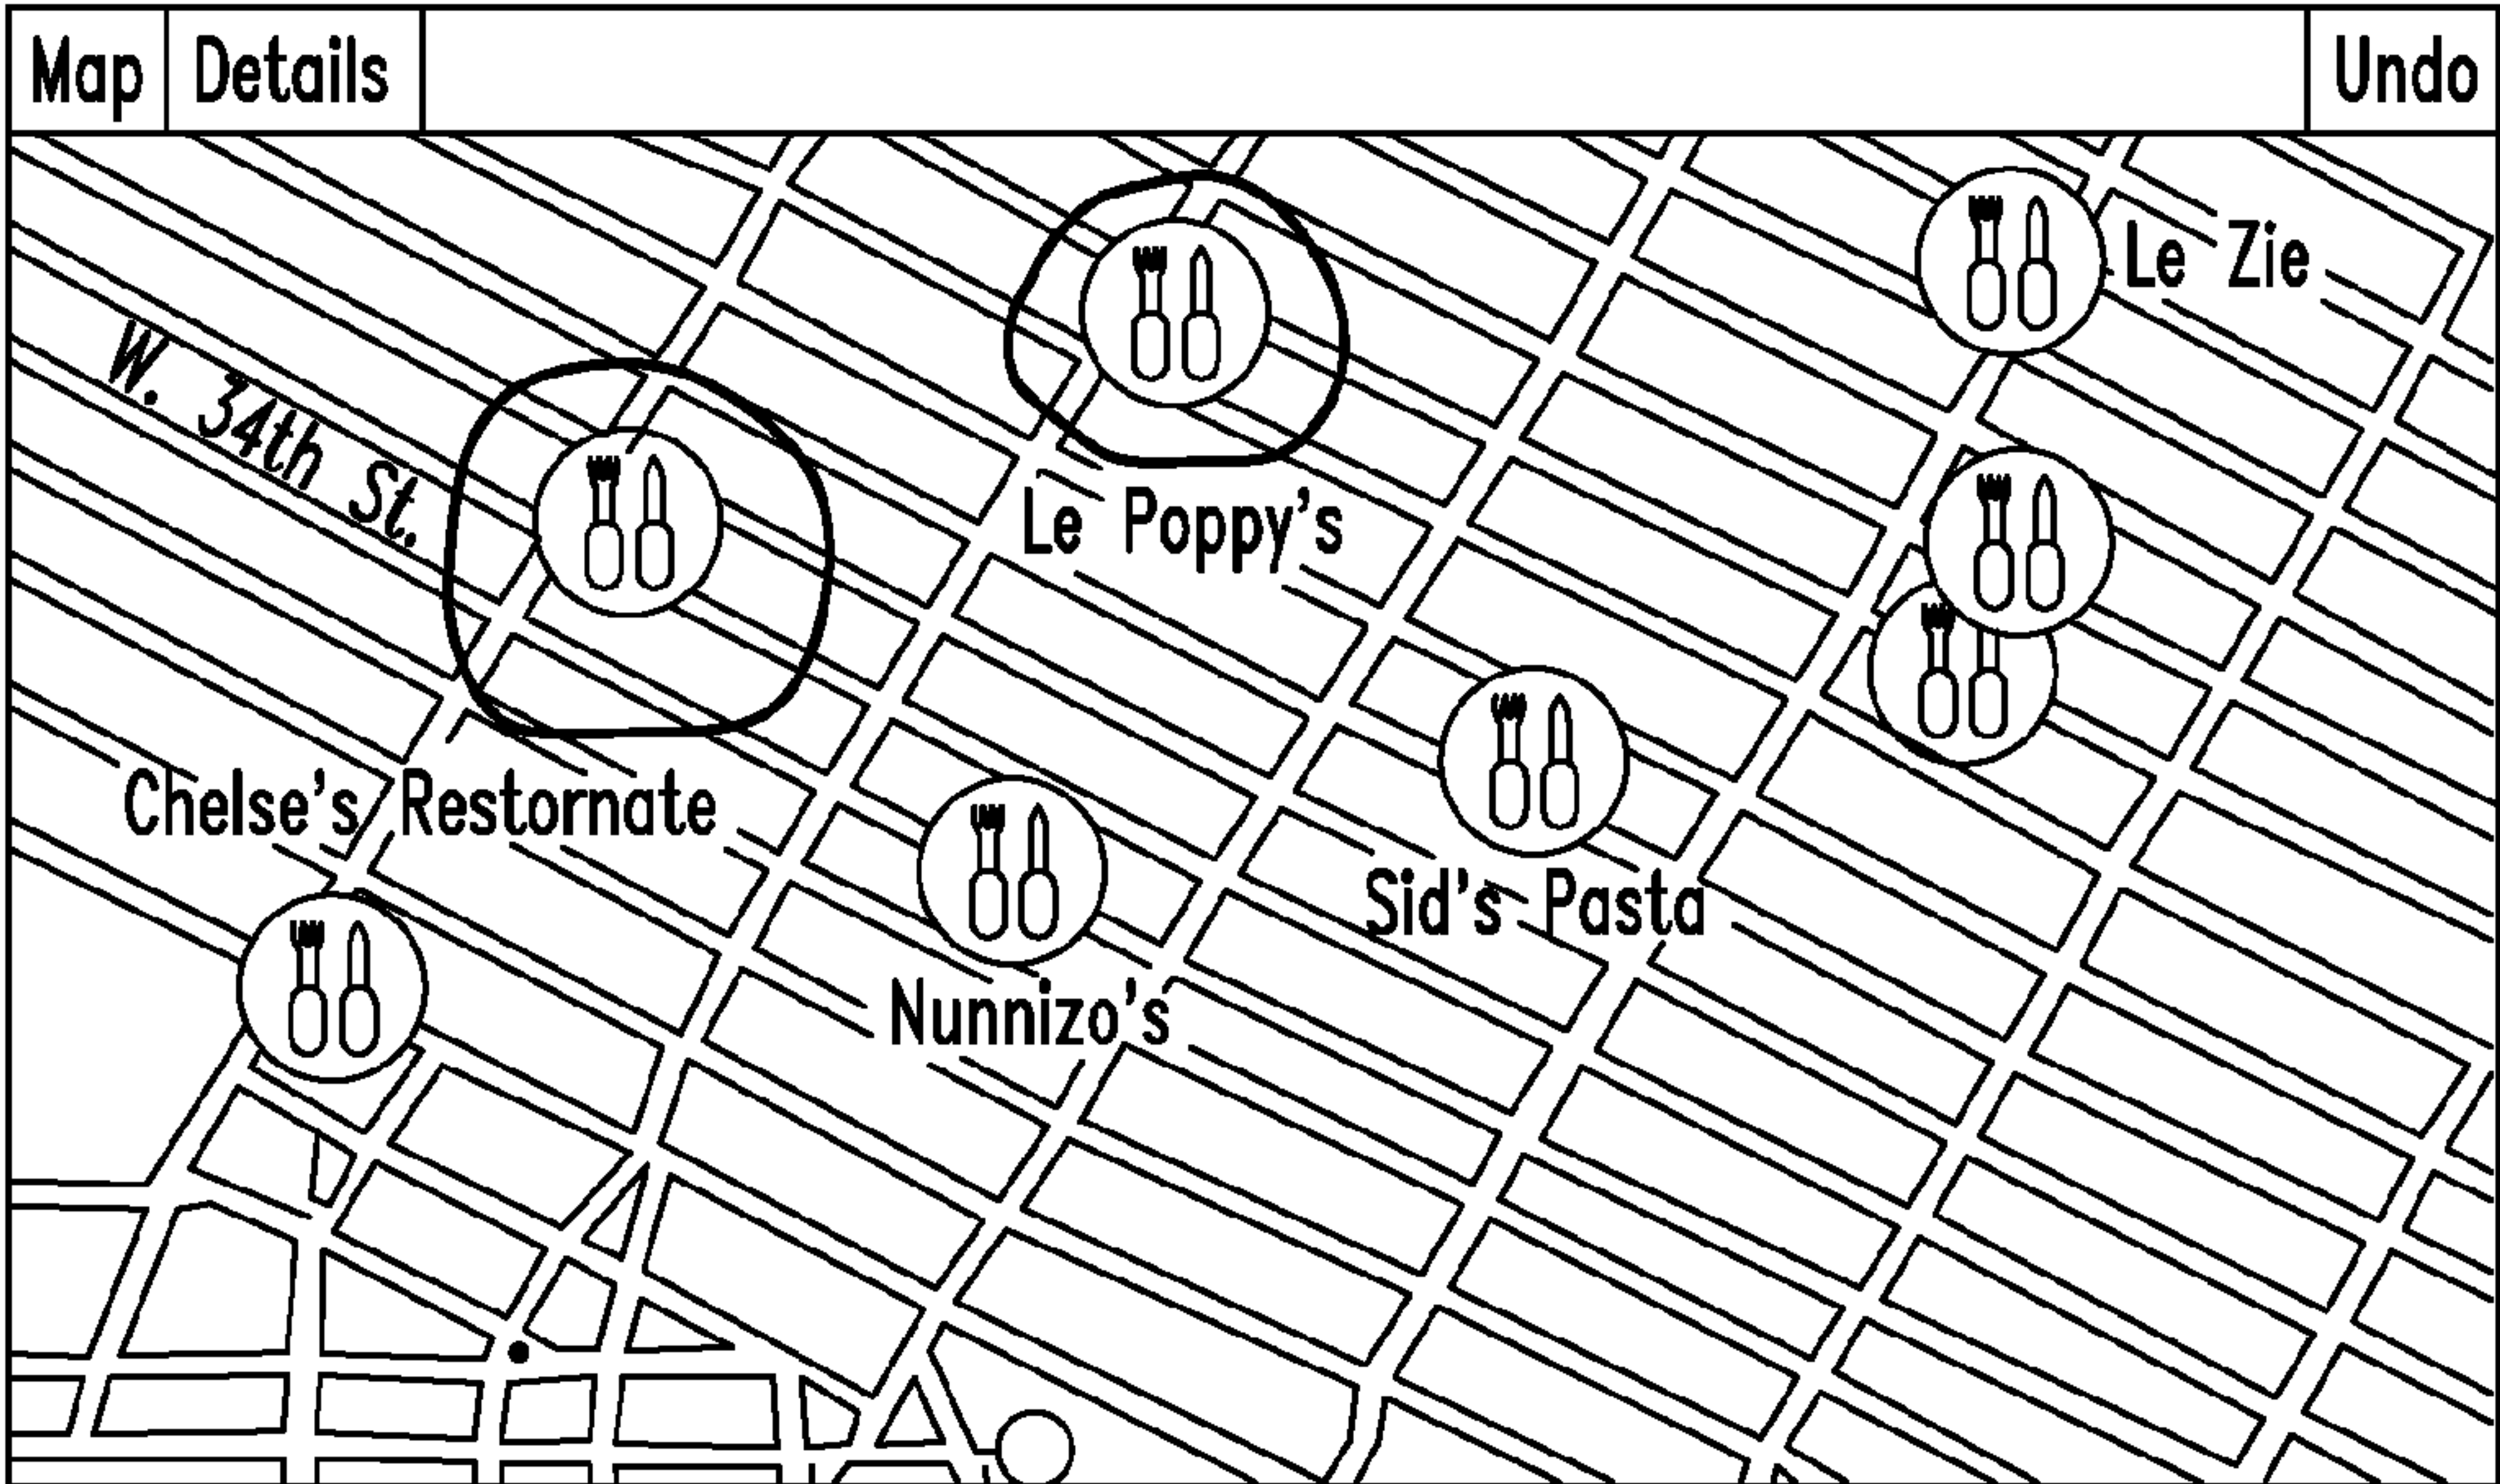 Map Details Undo
Le Zie
W. 34th St.
Le Poppy's
Chelse's Restornate
Sid's Pasta
Nunnizo's